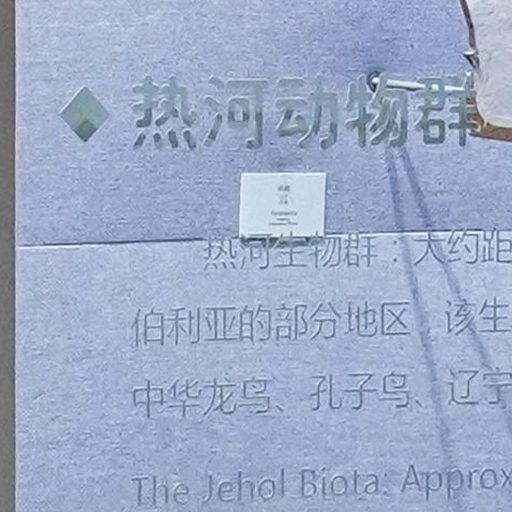 热河动物群
热河生物群：大约距
伯利亚的部分地区，该生
中华龙鸟、孔子鸟、辽宁
The Jehol Biota: Approx